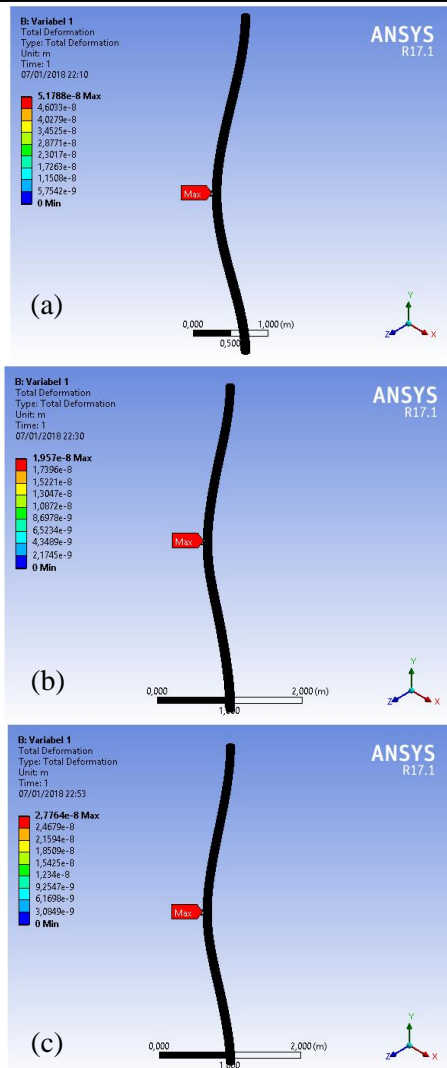 B: Variabel 1
Total Deformation
Type: Total Deformation
Unit: m
Time: 1
07/01/2018 22:10
ANSYS
R17.1
5,1788e-8 Max
4,6033e-8
4,0279e-8
3,4525e-8
2,8771e-8
2,3017e-8
1,7263e-8
1,1508e-8
5,7542e-9
0 Min
Max
(a)
0,000 1,000 (m)
0,500
Y
Z X
B: Variabel 1
Total Deformation
Type: Total Deformation
Unit: m
Time: 1
07/01/2018 22:30
ANSYS
R17.1
1,957e-8 Max
1,7396e-8
1,5221e-8
1,3047e-8
1,0872e-8
8,6978e-9
6,5234e-9
4,3489e-9
2,1745e-9
0 Min
Max
(b)
0,000 2,000 (m)
1,000
Y
Z X
B: Variabel 1
Total Deformation
Type: Total Deformation
Unit: m
Time: 1
07/01/2018 22:53
ANSYS
R17.1
2,7764e-8 Max
2,4679e-8
2,1594e-8
1,8509e-8
1,5425e-8
1,234e-8
9,2547e-9
6,1698e-9
3,0849e-9
0 Min
Max
(c)
0,000 2,000 (m)
1,000
Y
Z X